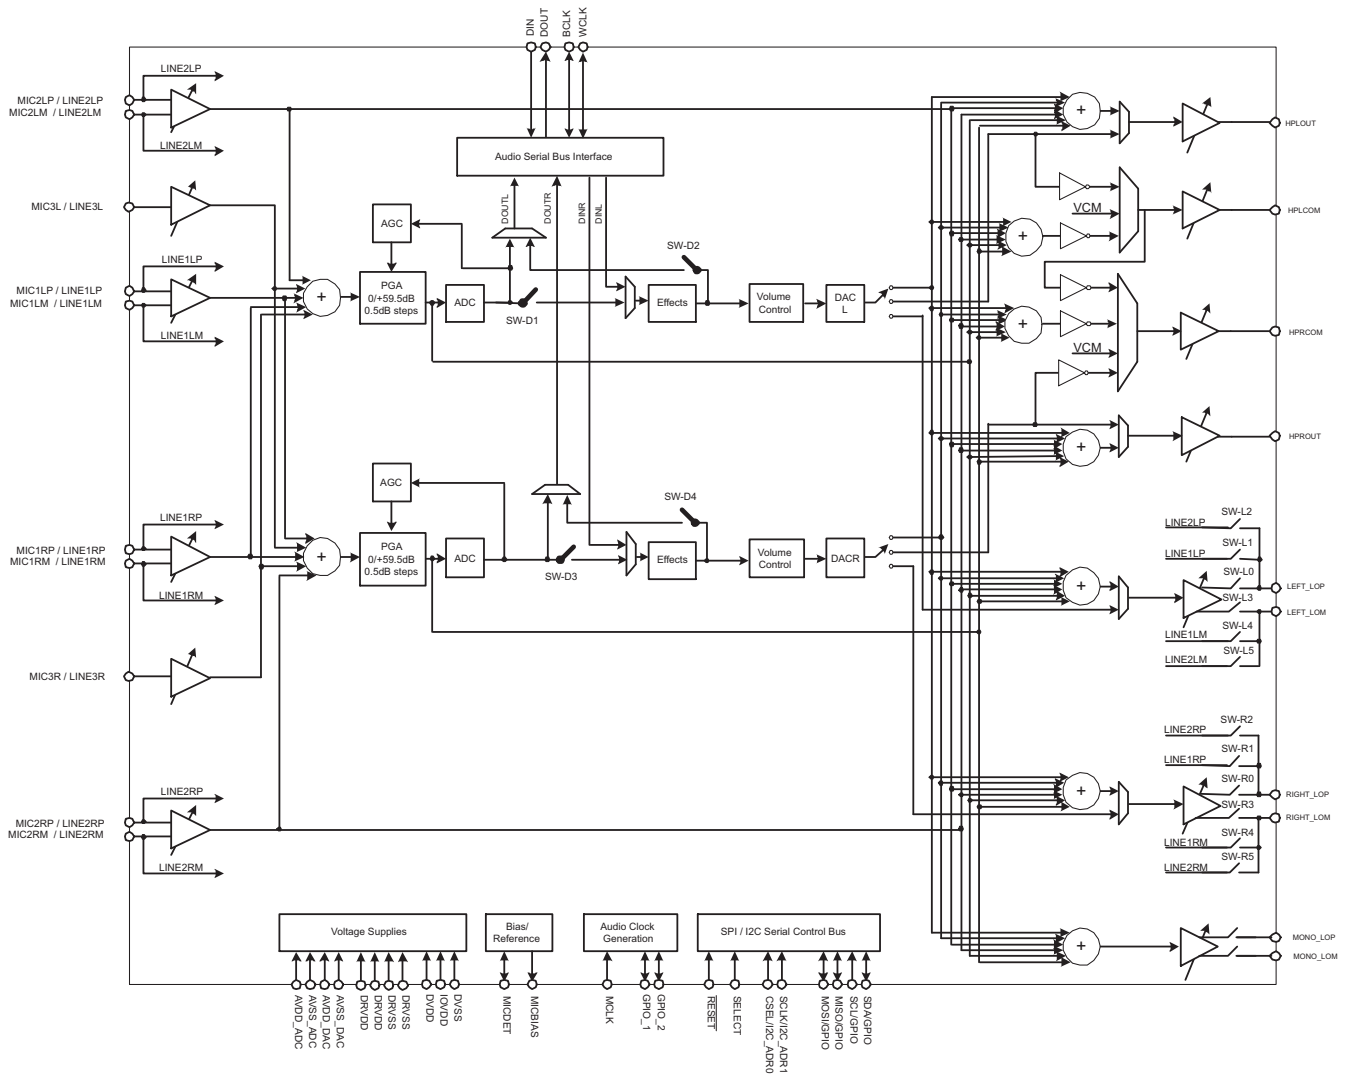 DIN
DOUT
BCLK
WCLK
LINE2LP
MIC2LP / LINE2LP
MIC2LM / LINE2LM
LINE2LM
+
HPLOUT
Audio Serial Bus Interface
DOUTL
DOUTR
DINR
DINL
MIC3L / LINE3L
AGC
VCM
HPLCOM
+
SW-D2
LINE1LP
MIC1LP / LINE1LP
MIC1LM / LINE1LM
LINE1LM
+
PGA
0/+59.5dB
0.5dB steps
ADC
SW-D1
Effects
Volume
Control
DAC
L
+
VCM
HPRCOM
+
HPROUT
AGC
SW-D4
LINE1RP
MIC1RP / LINE1RP
MIC1RM / LINE1RM
LINE1RM
+
PGA
0/+59.5dB
0.5dB steps
ADC
SW-D3
Effects
Volume
Control
DACR
SW-L2
LINE2LP
SW-L1
LINE1LP
SW-L0
LEFT_LOP
+
SW-L3
LEFT_LOM
SW-L4
LINE1LM
SW-L5
LINE2LM
MIC3R / LINE3R
SW-R2
LINE2RP
SW-R1
LINE1RP
SW-R0
RIGHT_LOP
+
SW-R3
RIGHT_LOM
SW-R4
LINE1RM
SW-R5
LINE2RM
LINE2RP
MIC2RP / LINE2RP
MIC2RM / LINE2RM
LINE2RM
Voltage Supplies
Bias/
Reference
Audio Clock
Generation
SPI / I2C Serial Control Bus
+
MONO_LOP
MONO_LOM
AVDD_ADC
AVSS_ADC
AVDD_DAC
AVSS_DAC
DRVDD
DRVDD
DRVSS
DRVSS
DVDD
IOVDD
DVSS
MICDET
MICBIAS
MCLK
GPIO_1
GPIO_2
RESET
SELECT
CSEL/I2C_ADR0
SCLK/I2C_ADR1
MOSI/GPIO
MISO/GPIO
SCL/GPIO
SDA/GPIO